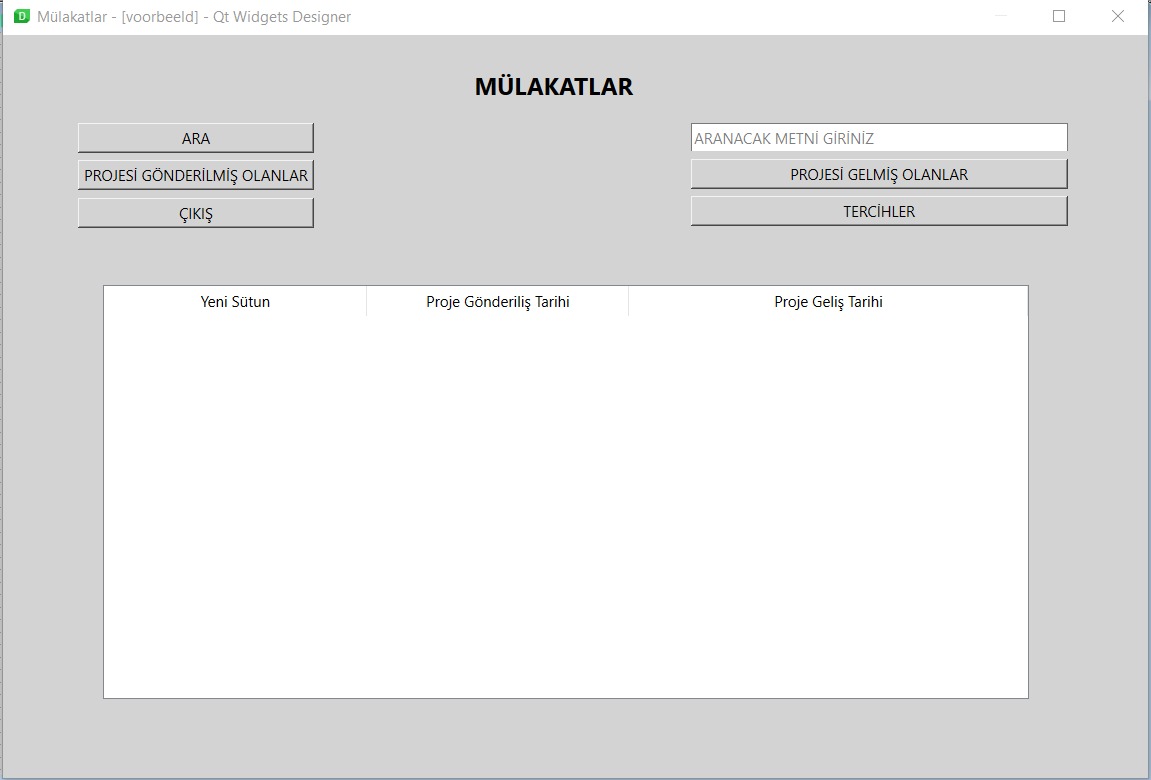 Mülakatlar - [voorbeeld] - Qt Widgets Designer
MÜLAKATLAR
ARA
ARANACAK METNİ GİRİNİZ
PROJESİ GÖNDERİLMİŞ OLANLAR
PROJESİ GELMİŞ OLANLAR
ÇIKIŞ
TERCİHLER
Yeni Sütun
Proje Gönderiliş Tarihi
Proje Geliş Tarihi